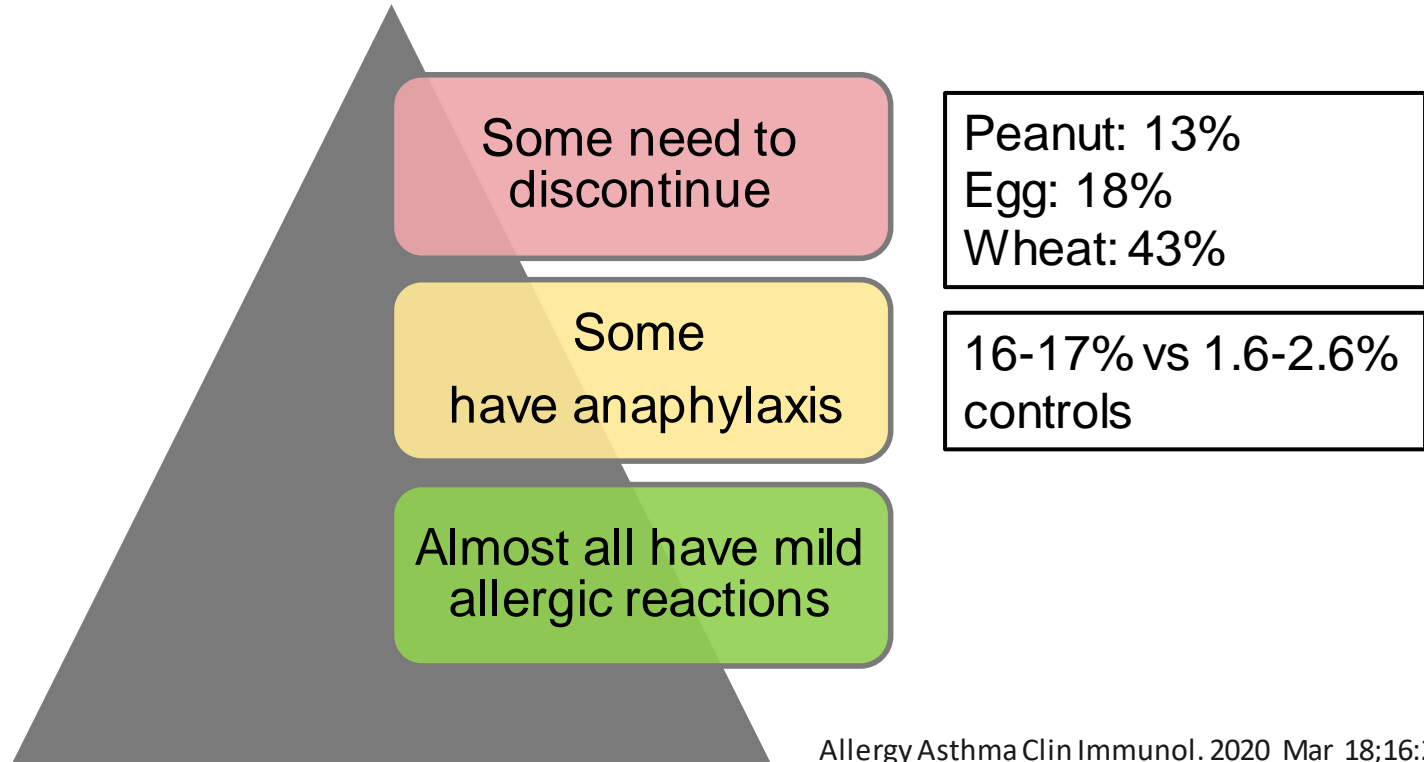 Some need to
discontinue
Peanut: 13%
Egg: 18%
Wheat: 43%
Some
have anaphylaxis
16-17% vs 1.6-2.6%
controls
Almost all have mild
allergic reactions
Allergy Asthma Clin Immunol. 2020 Mar 18;16: